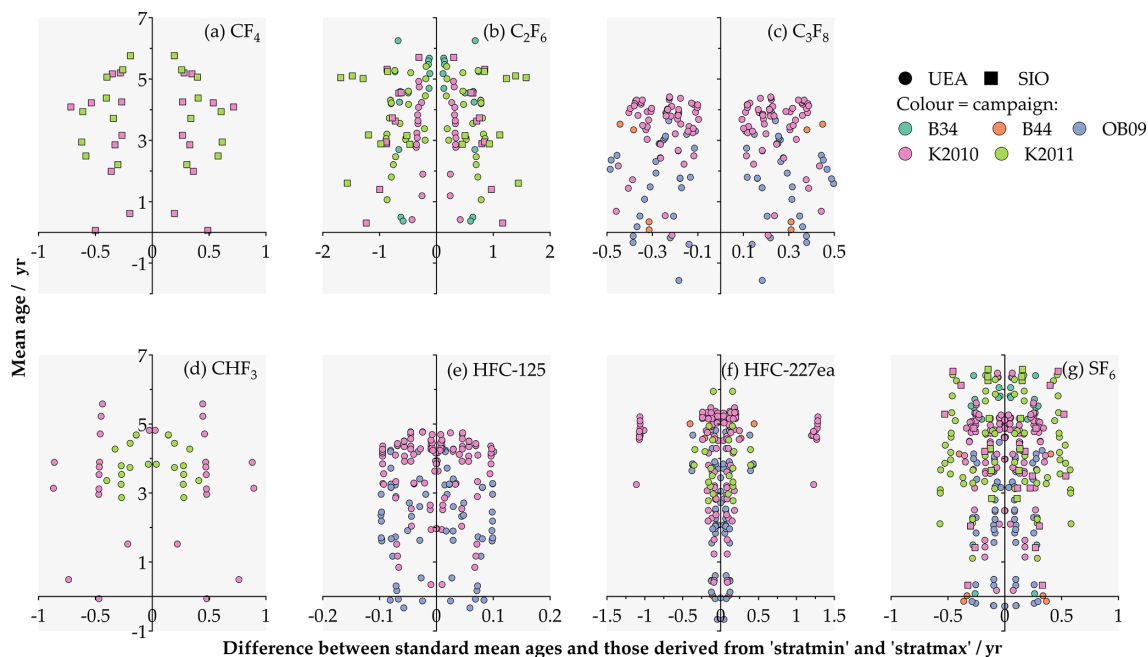 7
(a) CF4
5
3
1
-1
-1 -0.5 0 0.5 1
(b) C2F6
-2 -1 0 1 2
(c) C3F8
-0.5 -0.3 -0.1 0.1 0.3 0.5
UEA SIO
Colour = campaign:
B34 B44 OB09
K2010 K2011
Mean age / yr
7
(d) CHF3
5
3
1
-1
-1 -0.5 0 0.5 1
(e) HFC-125
-0.2 -0.1 0 0.1 0.2
(f) HFC-227ea
-1.5 -1 -0.5 0 0.5 1 1.5
(g) SF6
-1 -0.5 0 0.5 1
Difference between standard mean ages and those derived from 'stratmin' and 'stratmax' / yr